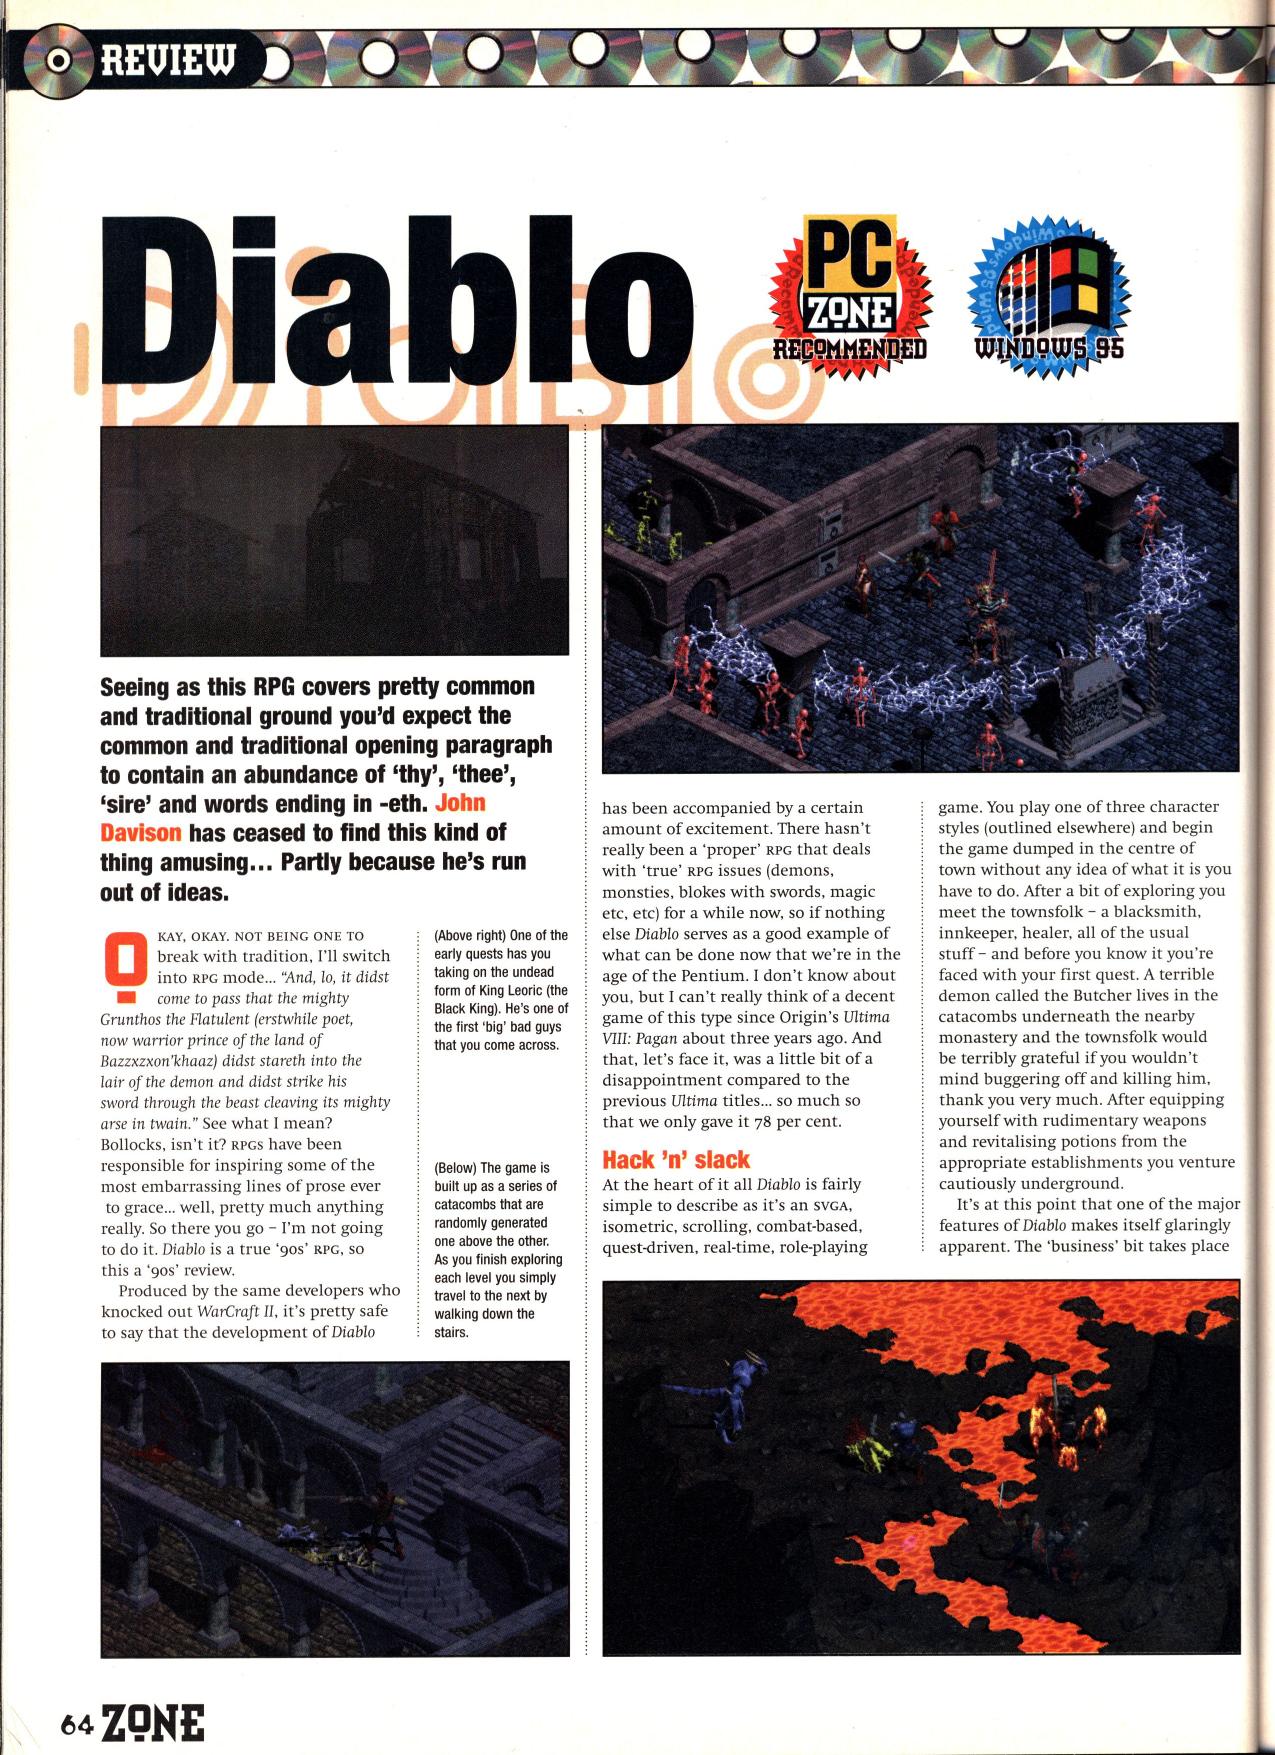 REVIEW
Diablo
Diablo
PC
ZONE
RECOMMENDED
WINDOWS 95
Seeing as this RPG covers pretty common
and traditional ground you'd expect the
common and traditional opening paragraph
to contain an abundance of 'thy', 'thee',
'sire' and words ending in -eth. John
Davison has ceased to find this kind of
thing amusing... Partly because he's run
out of ideas.
OKAY, OKAY. NOT BEING ONE TO
break with tradition, I'll switch
into RPG mode... "And, lo, it didst
come to pass that the mighty
Grunthos the Flatulent (erstwhile poet,
now warrior prince of the land of
Bazzxzxon'khaaz) didst stareth into the
lair of the demon and didst strike his
sword through the beast cleaving its mighty
arse in twain." See what I mean?
Bollocks, isn't it? RPGs have been
responsible for inspiring some of the
most embarrassing lines of prose ever
to grace... well, pretty much anything
really. So there you go – I'm not going
to do it. Diablo is a true '90s' RPG, so
this a '90s' review.
Produced by the same developers who
knocked out WarCraft II, it's pretty safe
to say that the development of Diablo
(Above right) One of the
early quests has you
taking on the undead
form of King Leoric (the
Black King). He's one of
the first 'big' bad guys
that you come across.
(Below) The game is
built up as a series of
catacombs that are
randomly generated
one above the other.
As you finish exploring
each level you simply
travel to the next by
walking down the
stairs.
has been accompanied by a certain
amount of excitement. There hasn't
really been a 'proper' RPG that deals
with 'true' RPG issues (demons,
monsties, blokes with swords, magic
etc, etc) for a while now, so if nothing
else Diablo serves as a good example of
what can be done now that we're in the
age of the Pentium. I don't know about
you, but I can't really think of a decent
game of this type since Origin's Ultima
VIII: Pagan about three years ago. And
that, let's face it, was a little bit of a
disappointment compared to the
previous Ultima titles... so much so
that we only gave it 78 per cent.
Hack 'n' slack
At the heart of it all Diablo is fairly
simple to describe as it's an SVGA,
isometric, scrolling, combat-based,
quest-driven, real-time, role-playing
game. You play one of three character
styles (outlined elsewhere) and begin
the game dumped in the centre of
town without any idea of what it is you
have to do. After a bit of exploring you
meet the townsfolk – a blacksmith,
innkeeper, healer, all of the usual
stuff – and before you know it you're
faced with your first quest. A terrible
demon called the Butcher lives in the
catacombs underneath the nearby
monastery and the townsfolk would
be terribly grateful if you wouldn't
mind buggering off and killing him,
thank you very much. After equipping
yourself with rudimentary weapons
and revitalising potions from the
appropriate establishments you venture
cautiously underground.
It's at this point that one of the major
features of Diablo makes itself glaringly
apparent. The 'business' bit takes place
64 ZONE